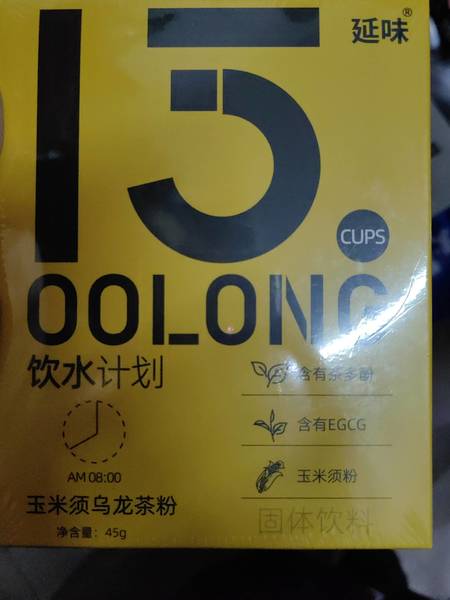 延味®
15.
CUPS
OOLONG
饮水计划
含有茶多酚
含有EGCG
AM 08:00
玉米须粉
玉米须乌龙茶粉
固体饮料
净含量：45g